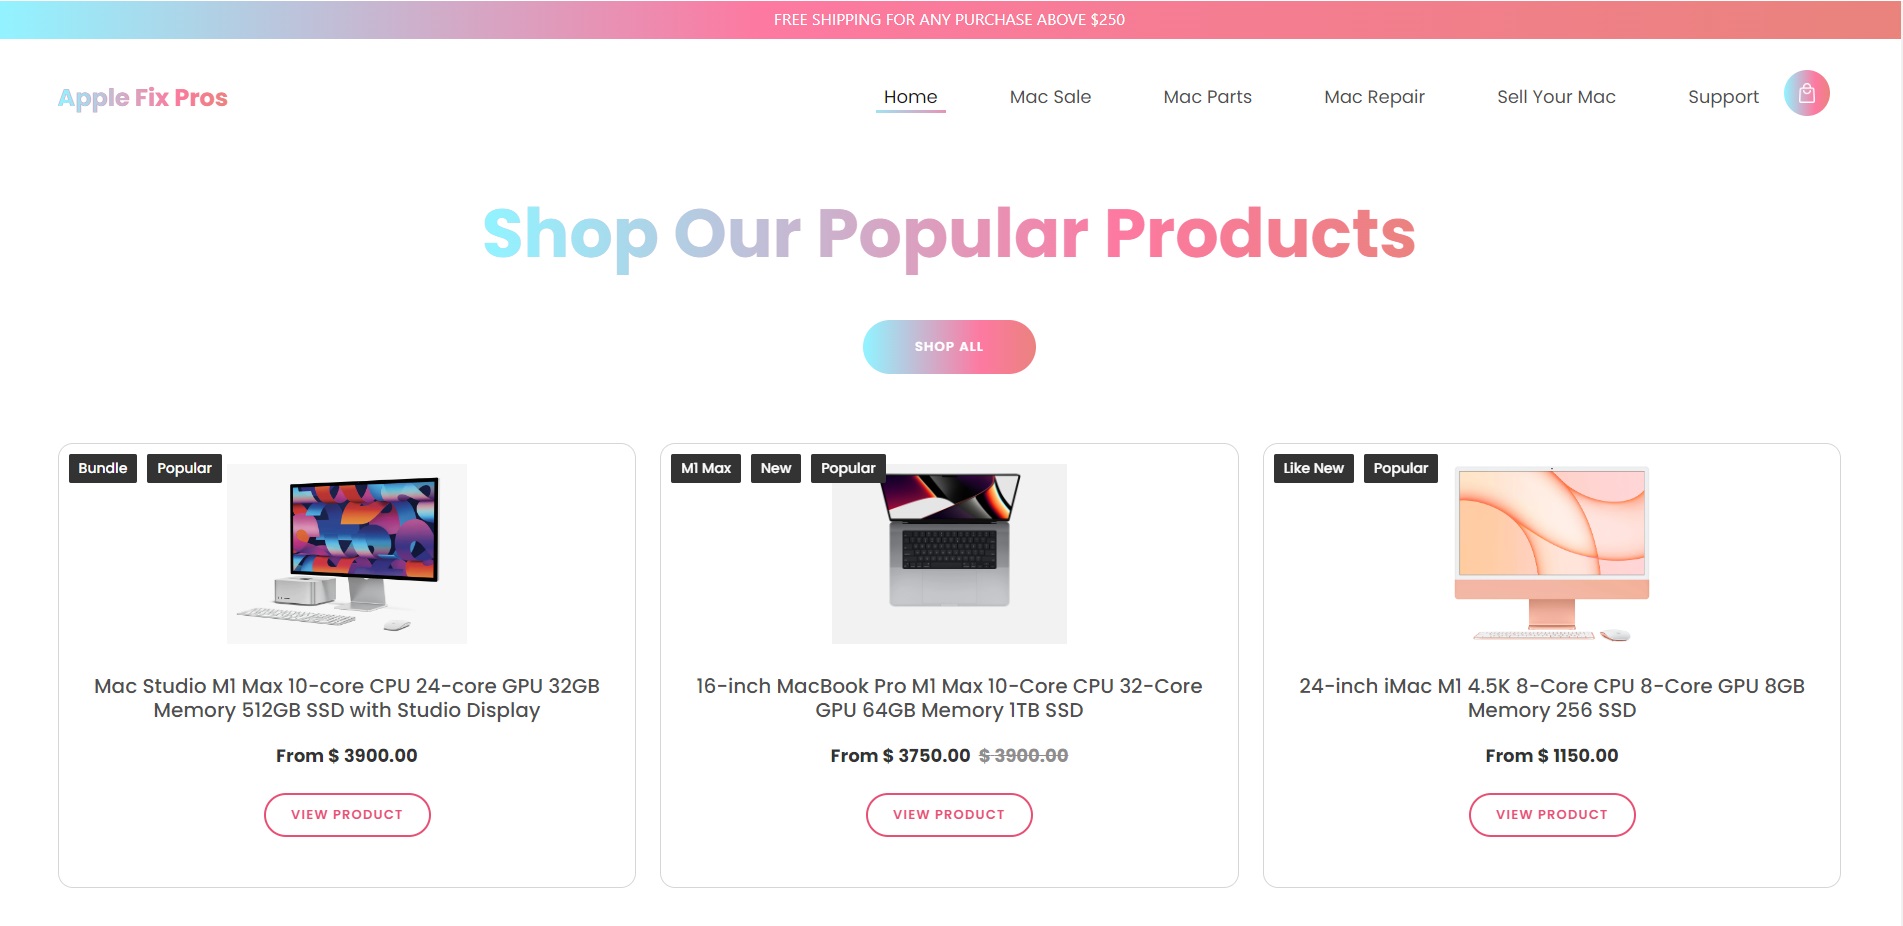 FREE SHIPPING FOR ANY PURCHASE ABOVE $250
Apple Fix Pros
Home
Mac Sale
Mac Parts
Mac Repair
Sell Your Mac
Support
Shop Our Popular Products
SHOP ALL
Bundle
Popular
Mac Studio M1 Max 10-core CPU 24-core GPU 32GB
Memory 512GB SSD with Studio Display
From $ 3900.00
VIEW PRODUCT
M1 Max
New
Popular
16-inch MacBook Pro M1 Max 10-Core CPU 32-Core
GPU 64GB Memory 1TB SSD
From $ 3750.00 $ 3900.00
VIEW PRODUCT
Like New
Popular
24-inch iMac M1 4.5K 8-Core CPU 8-Core GPU 8GB
Memory 256 SSD
From $ 1150.00
VIEW PRODUCT